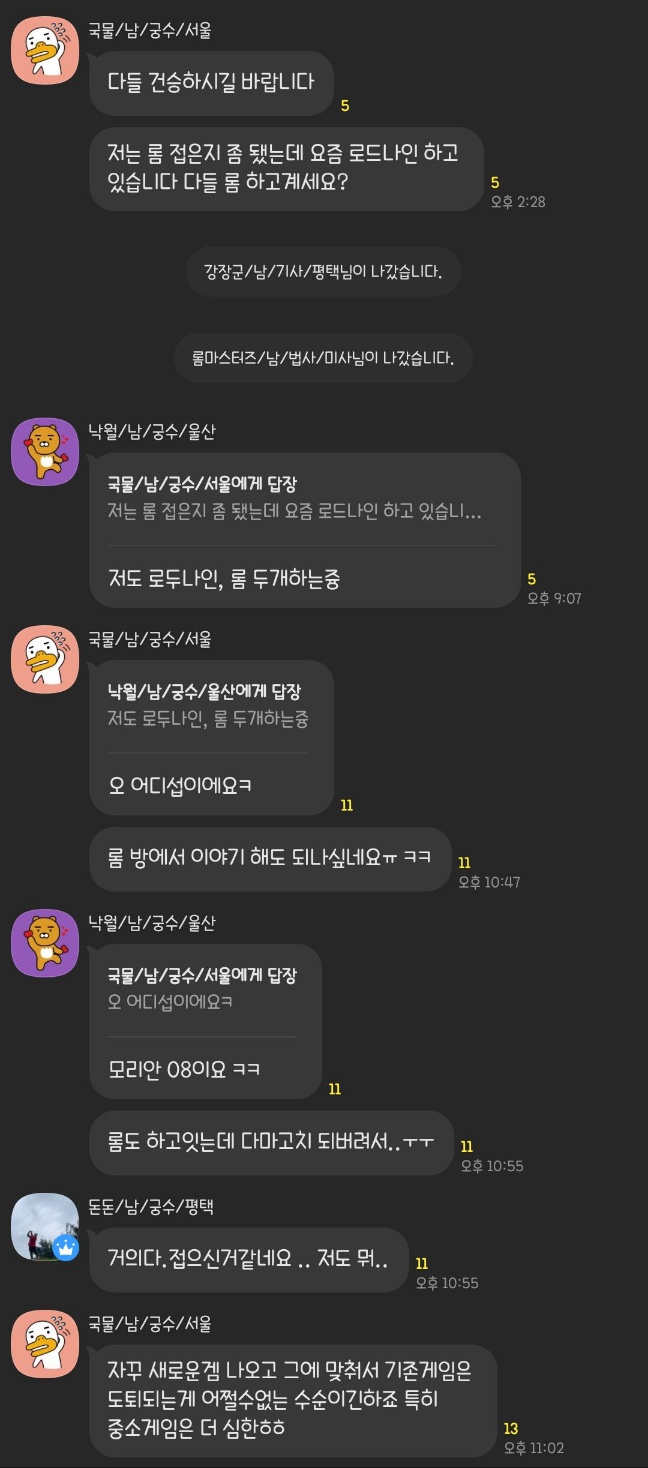 국물/남/궁수/서울
다들 건승하시길 바랍니다
5
저는 롬 접은지 좀 됐는데 요즘 로드나인 하고
있습니다 다들 롬 하고계세요?
5
오후 2:28
강장군/남/기사/평택님이 나갔습니다.
롬마스터즈/남/법사/미사님이 나갔습니다.
낙월/남/궁수/울산
국물/남/궁수/서울에게 답장
저는 롬 접은지 좀 됐는데 요즘 로드나인 하고 있습니...
저도 로두나인, 롬 두개하는즁
5
오후 9:07
국물/남/궁수/서울
낙월/남/궁수/울산에게 답장
저도 로두나인, 롬 두개하는즁
오 어디섭이에요ㅋ
11
롬 방에서 이야기 해도 되나싶네요ㅠ ㅋㅋ
11
오후 10:47
낙월/남/궁수/울산
국물/남/궁수/서울에게 답장
오 어디섭이에요ㅋ
모리안 08이요 ㅋㅋ
11
롬도 하고잇는데 다마고치 되버려서..ㅜㅜ
11
오후 10:55
돈돈/남/궁수/평택
거의다.접으신거같네요 .. 저도 뭐..
11
오후 10:55
국물/남/궁수/서울
자꾸 새로운겜 나오고 그에 맞춰서 기존게임은
도퇴되는게 어쩔수없는 수순이긴하죠 특히
중소게임은 더 심한ㅎㅎ
13
오후 11:02